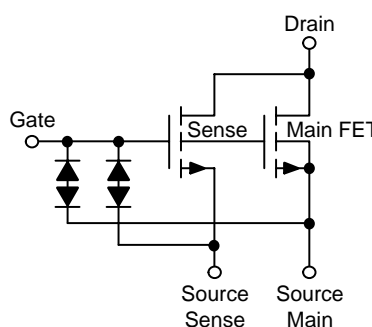 Drain
Gate
Sense
Main FET
Source
Sense
Source
Main